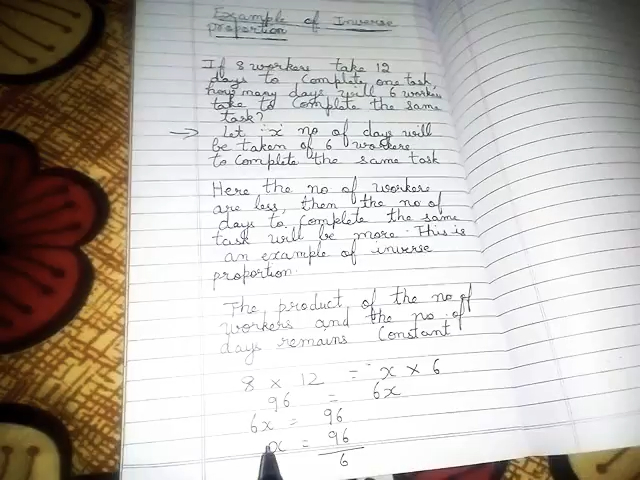 Example of Inverse
proportion
If 8 workers take 12
days to complete one task
how many days will 6 workers
take to complete the same
task?
→ Let 'x' no of days will
be taken of 6 workers
to complete the same task
Here the no of workers
are less, then the no of
days to complete the same
task will be more. This is
an example of inverse
proportion.
The product of the no of
workers and the no of
days remains constant
8 × 12 = x × 6
96 = 6x
6x = 96
x = 96/6